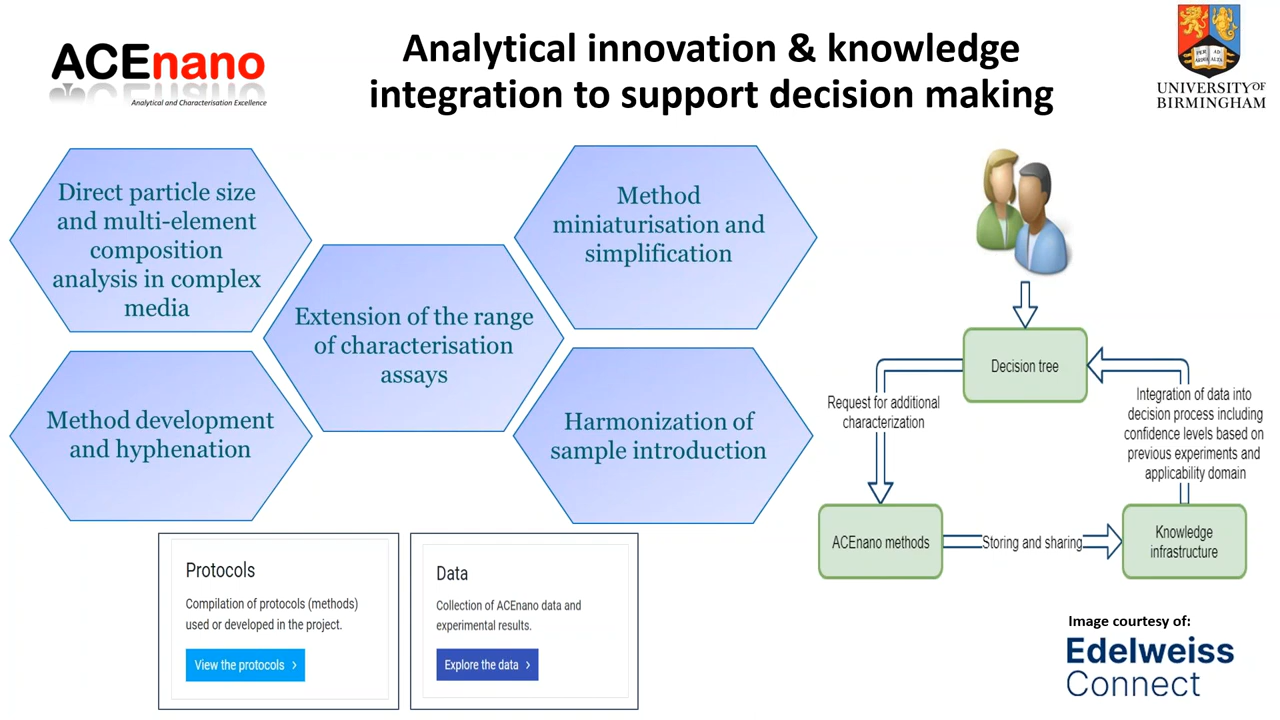 ACEnano
Analytical and Characterisation Excellence
Analytical innovation & knowledge
integration to support decision making
PER AD
ARDUA ALTA
UNIVERSITY OF
BIRMINGHAM
Direct particle size
and multi-element
composition
analysis in complex
media
Method
miniaturisation and
simplification
Extension of the range
of characterisation
assays
Method development
and hyphenation
Harmonization of
sample introduction
Decision tree
Request for additional
characterization
Integration of data into
decision process including
confidence levels based on
previous experiments and
applicability domain
ACEnano methods
Storing and sharing
Knowledge
infrastructure
Protocols
Compilation of protocols (methods)
used or developed in the project.
View the protocols ›
Data
Collection of ACEnano data and
experimental results.
Explore the data ›
Image courtesy of:
Edelweiss
Connect